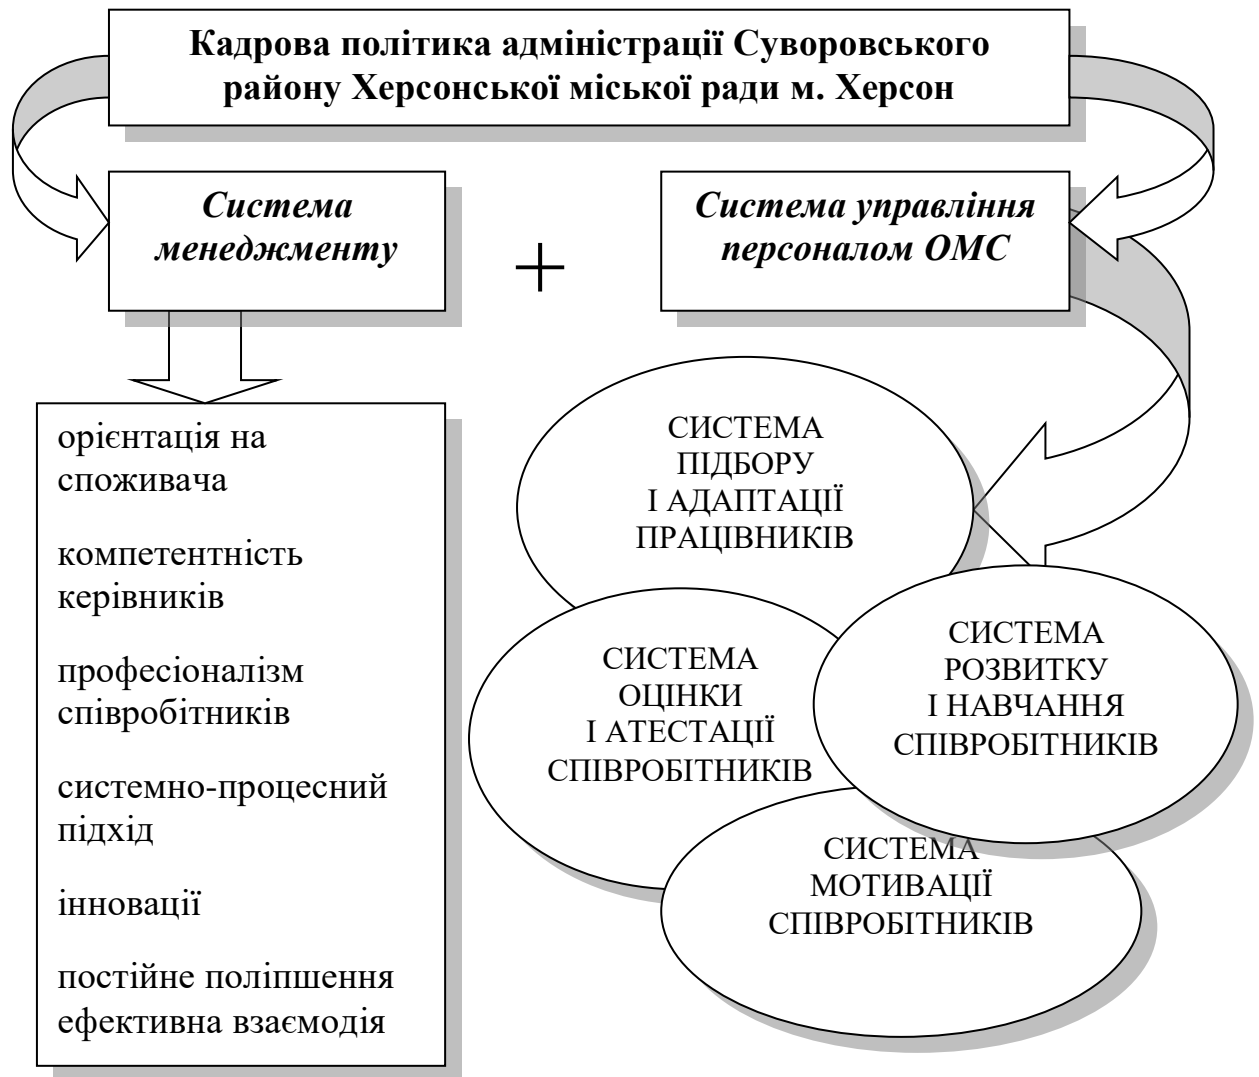 Кадрова політика адміністрації Суворовського
району Херсонської міської ради м. Херсон
Система
менеджменту
+
Система управління
персоналом ОМС
орієнтація на
споживача
компетентність
керівників
професіоналізм
співробітників
системно-процесний
підхід
інновації
постійне поліпшення
ефективна взаємодія
СИСТЕМА
ПІДБОРУ
І АДАПТАЦІЇ
ПРАЦІВНИКІВ
СИСТЕМА
ОЦІНКИ
І АТЕСТАЦІЇ
СПІВРОБІТНИКІВ
СИСТЕМА
РОЗВИТКУ
І НАВЧАННЯ
СПІВРОБІТНИКІВ
СИСТЕМА
МОТИВАЦІЇ
СПІВРОБІТНИКІВ